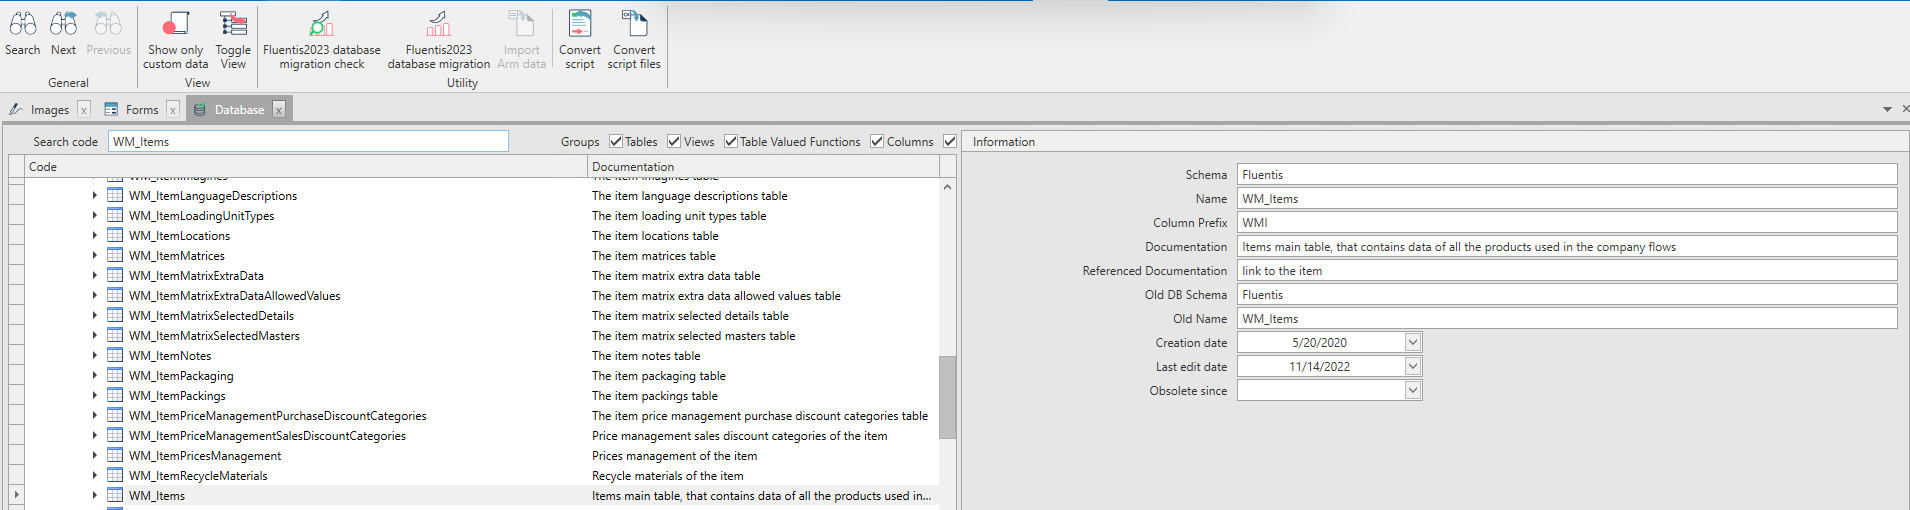 Search
Next
Previous
Show only
custom data
Toggle
View
Fluentis2023 database
migration check
Fluentis2023
database migration
Import
Arm data
Convert
script
Convert
script files
General
View
Utility
Images x
Forms x
Database x
Search code WM_Items
Groups Tables Views Table Valued Functions Columns
Code Documentation
WM_ItemImagines The item imagines table
WM_ItemLanguageDescriptions The item language descriptions table
WM_ItemLoadingUnitTypes The item loading unit types table
WM_ItemLocations The item locations table
WM_ItemMatrices The item matrices table
WM_ItemMatrixExtraData The item matrix extra data table
WM_ItemMatrixExtraDataAllowedValues The item matrix extra data allowed values table
WM_ItemMatrixSelectedDetails The item matrix selected details table
WM_ItemMatrixSelectedMasters The item matrix selected masters table
WM_ItemNotes The item notes table
WM_ItemPackaging The item packaging table
WM_ItemPackings The item packings table
WM_ItemPriceManagementPurchaseDiscountCategories The item price management purchase discount categories table
WM_ItemPriceManagementSalesDiscountCategories Price management sales discount categories of the item
WM_ItemPricesManagement Prices management of the item
WM_ItemRecycleMaterials Recycle materials of the item
WM_Items Items main table, that contains data of all the products used in...
Information
Schema Fluentis
Name WM_Items
Column Prefix WMI
Documentation Items main table, that contains data of all the products used in the company flows
Referenced Documentation link to the item
Old DB Schema Fluentis
Old Name WM_Items
Creation date 5/20/2020
Last edit date 11/14/2022
Obsolete since